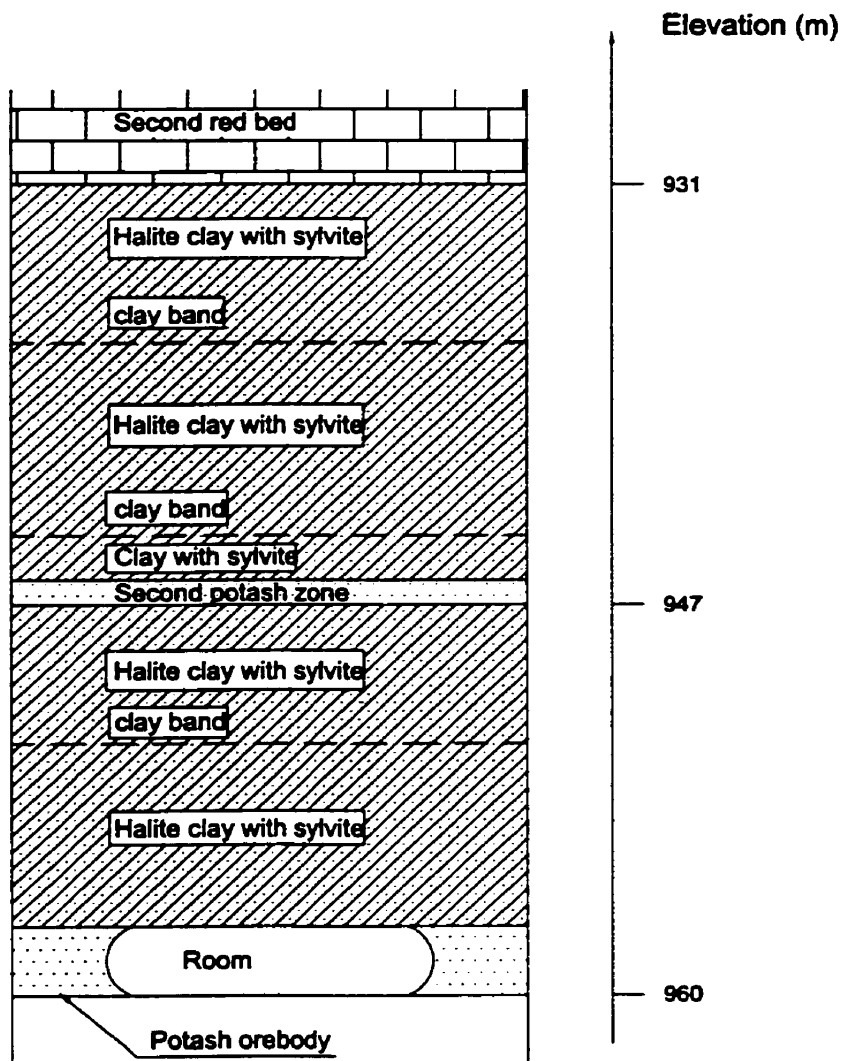 Elevation (m)
Second red bed
931
Halite clay with sylvite
clay band
Halite clay with sylvite
clay band
Clay with sylvite
Second potash zone
947
Halite clay with sylvite
clay band
Halite clay with sylvite
Room
960
Potash orebody